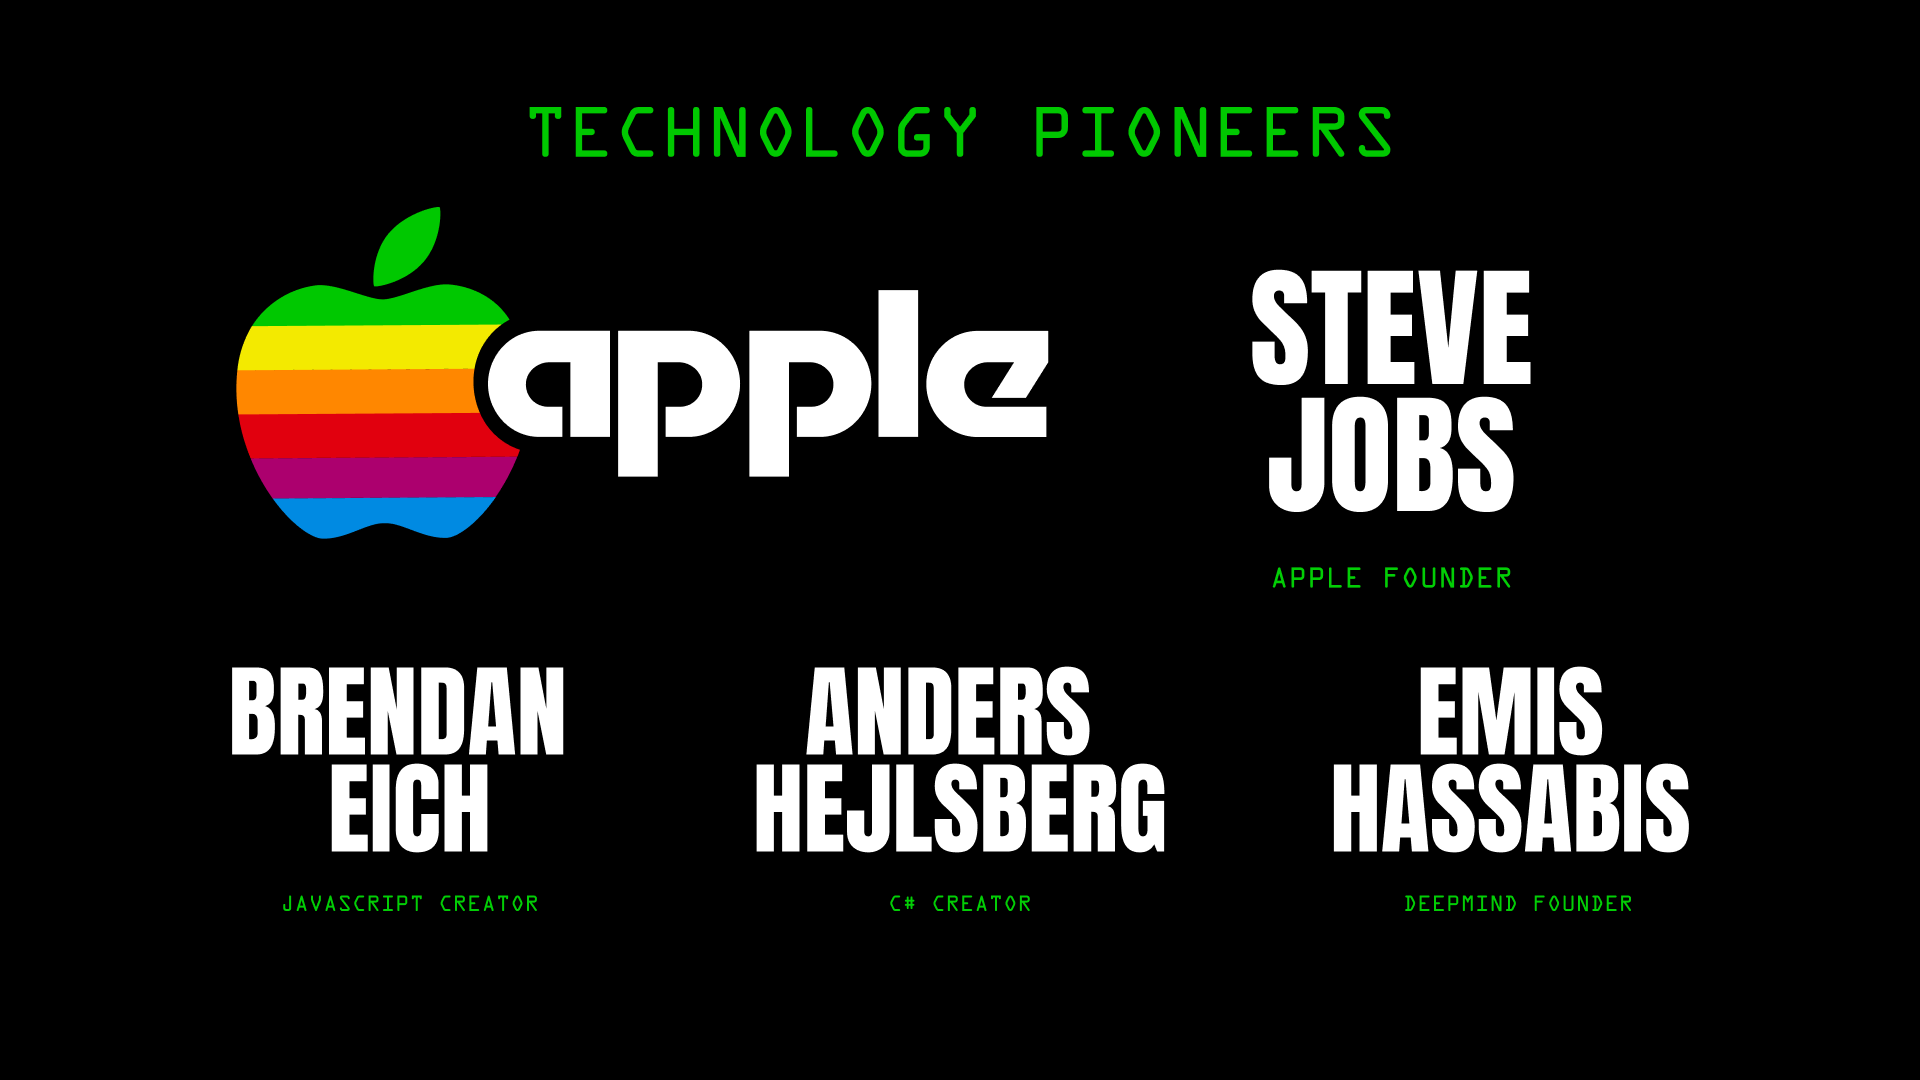 TECHNOLOGY PIONEERS
apple
STEVE
JOBS
APPLE FOUNDER
BRENDAN
EICH
JAVASCRIPT CREATOR
ANDERS
HEJLSBERG
C# CREATOR
EMIS
HASSABIS
DEEPMIND FOUNDER